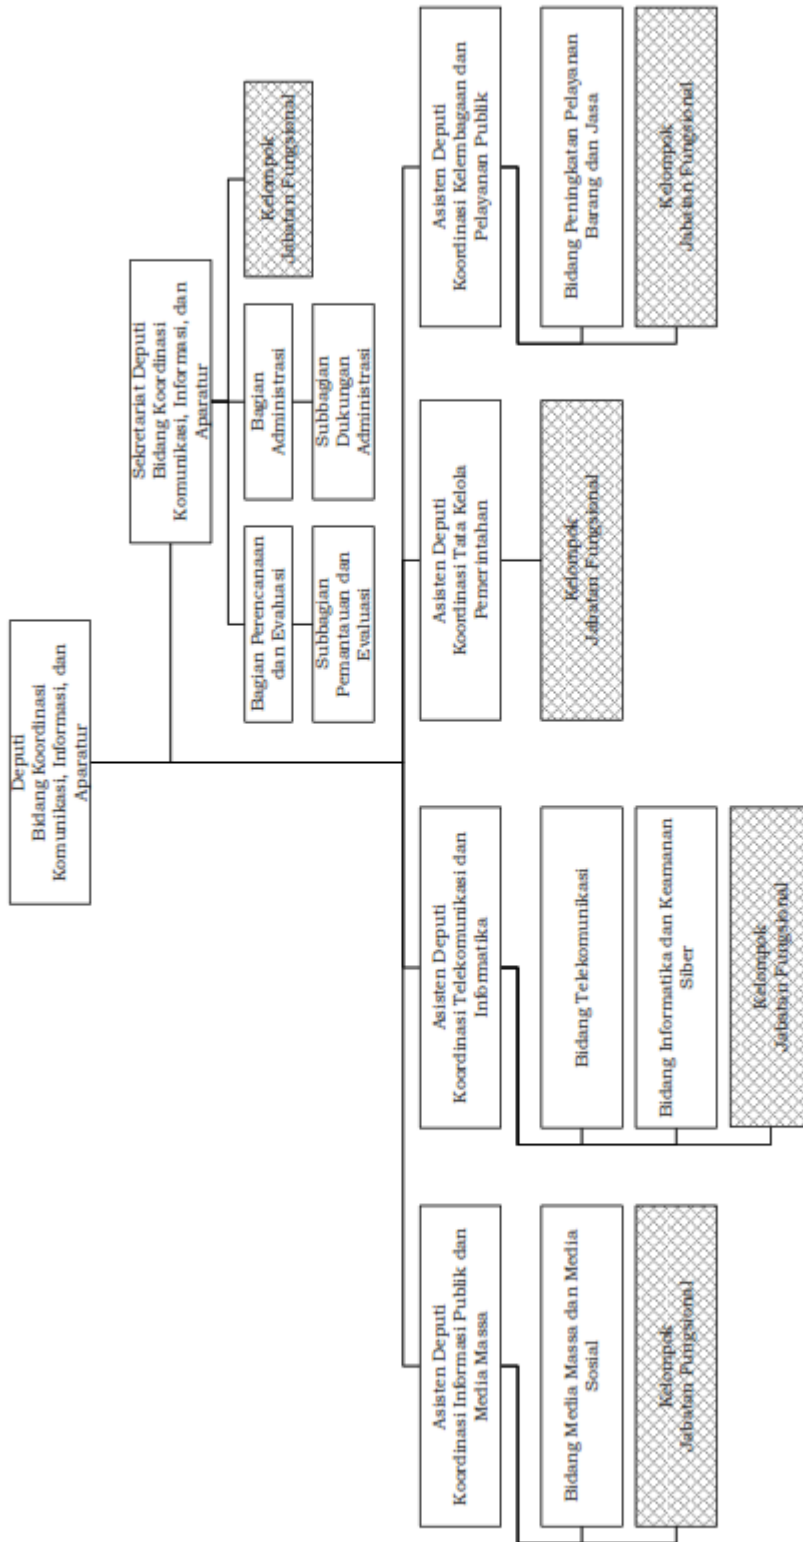 Deputi
Bidang Koordinasi
Komunikasi, Informasi, dan
Aparatur
Sekretariat Deputi
Bidang Koordinasi
Komunikasi, Informasi, dan
Aparatur
Bagian Perencanaan
dan Evaluasi
Bagian
Administrasi
Kelompok
Jabatan Fungsional
Subbagian
Pemantauan dan
Evaluasi
Subbagian
Dukungan
Administrasi
Asisten Deputi
Koordinasi Informasi Publik dan
Media Massa
Asisten Deputi
Koordinasi Telekomunikasi dan
Informatika
Asisten Deputi
Koordinasi Tata Kelola
Pemerintahan
Asisten Deputi
Koordinasi Kelembagaan dan
Pelayanan Publik
Bidang Media Massa dan Media
Sosial
Bidang Telekomunikasi
Kelompok
Jabatan Fungsional
Bidang Peningkatan Pelayanan
Barang dan Jasa
Kelompok
Jabatan Fungsional
Bidang Informatika dan Keamanan
Siber
Kelompok
Jabatan Fungsional
Kelompok
Jabatan Fungsional